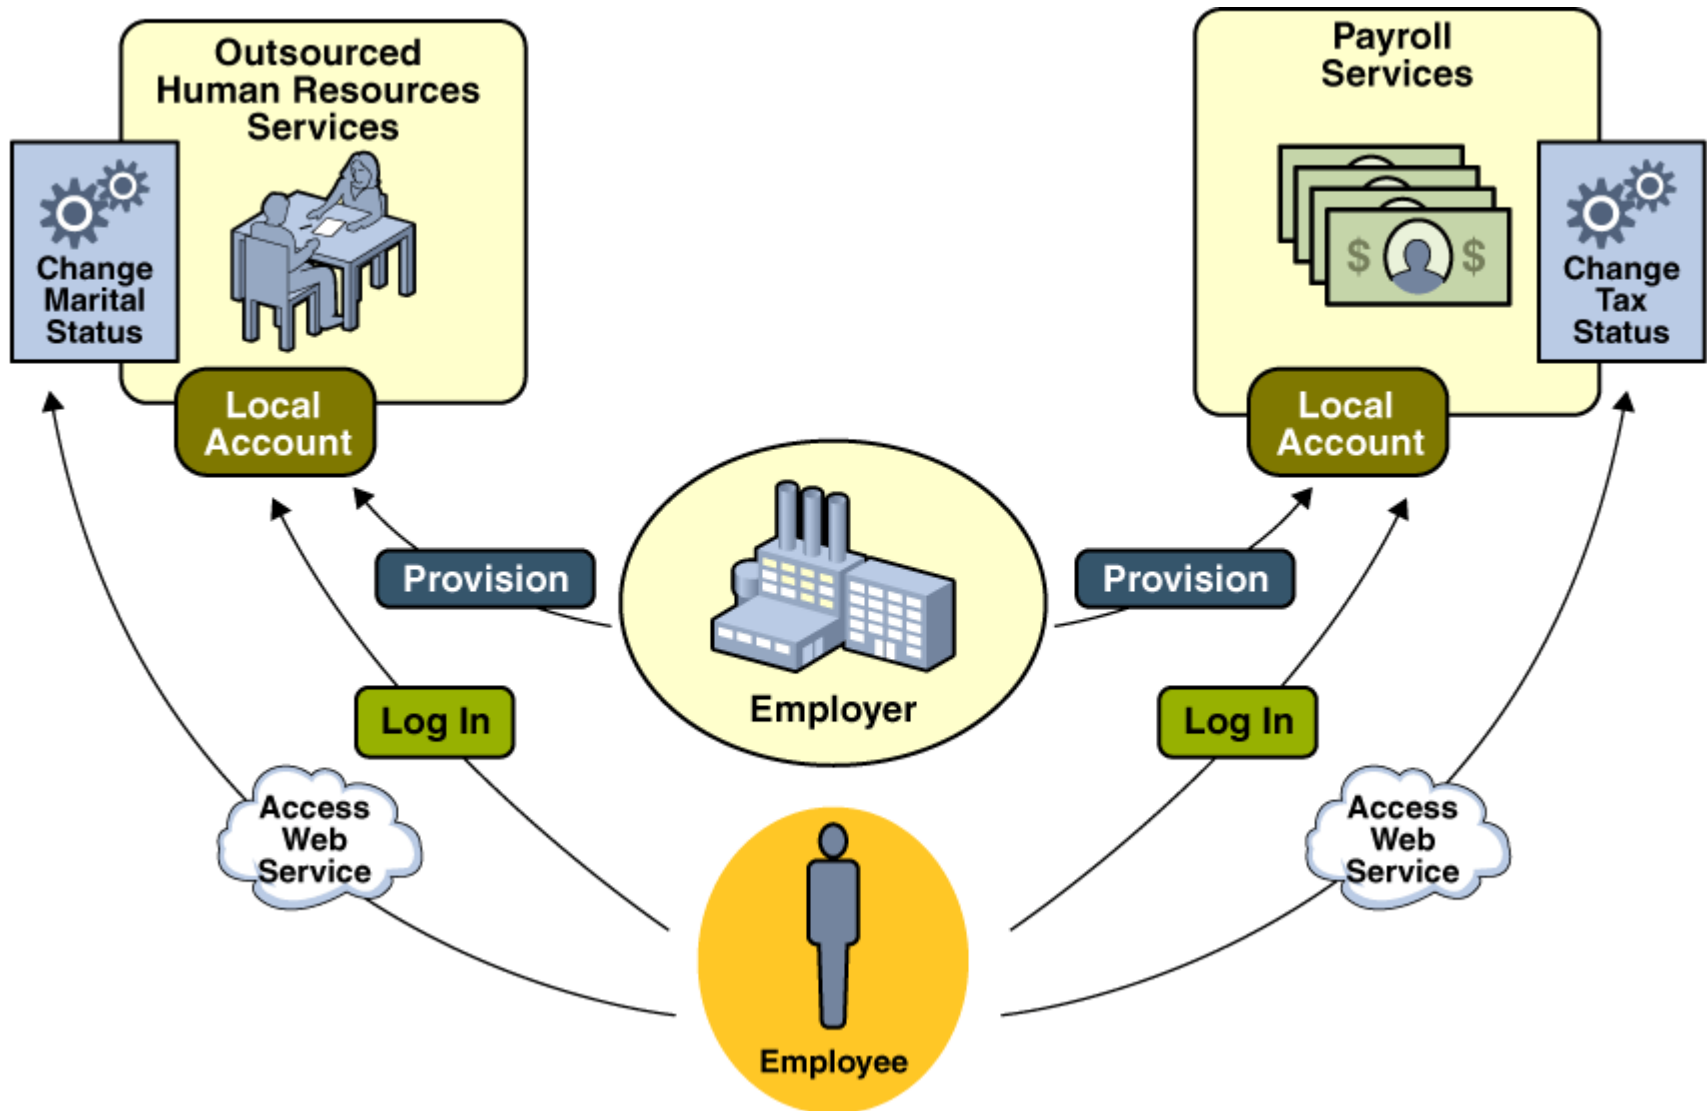 Outsourced
Human Resources
Services
Payroll
Services
Change
Marital
Status
$ $
Change
Tax
Status
Local
Account
Local
Account
Provision
Provision
Employer
Log In
Log In
Access
Web
Service
Access
Web
Service
Employee